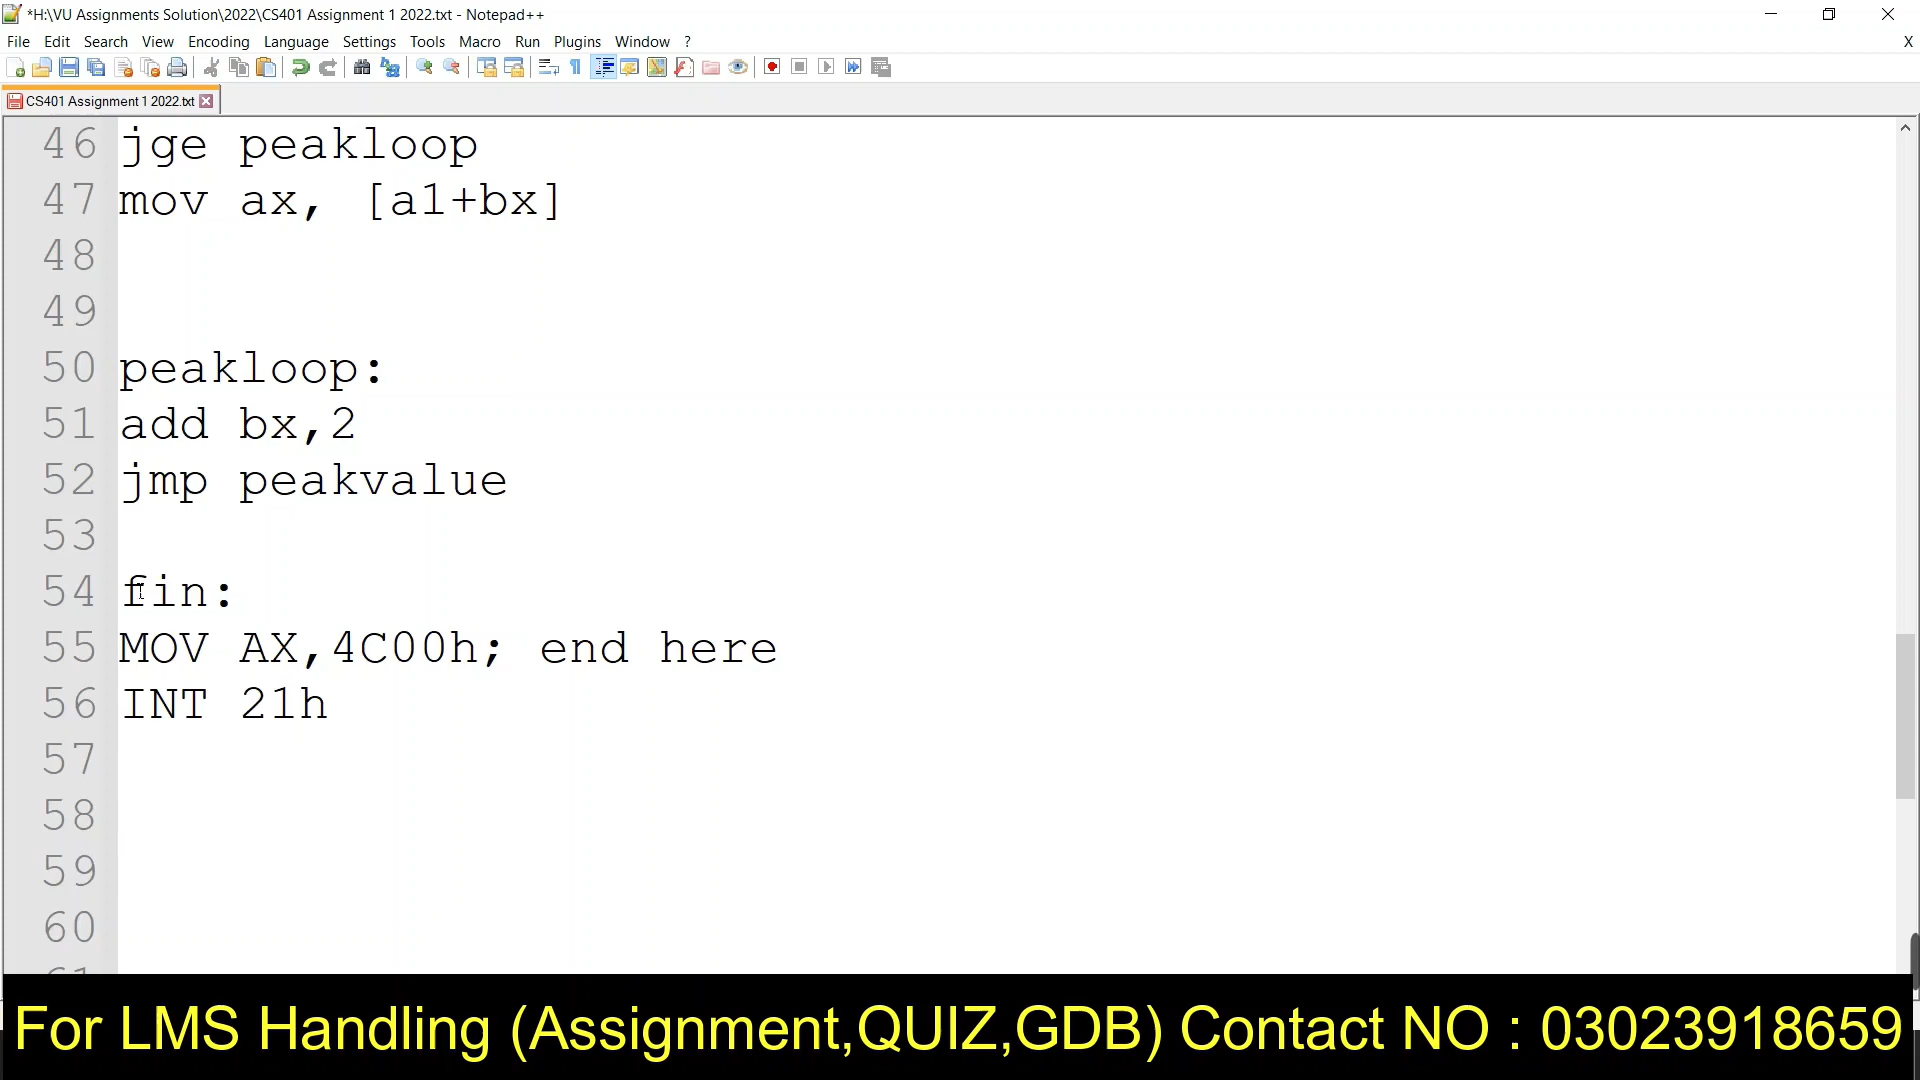 *H:\VU Assignments Solution\2022\CS401 Assignment 1 2022.txt - Notepad++
File Edit Search View Encoding Language Settings Tools Macro Run Plugins Window ? X
CS401 Assignment 1 2022.txt
46 jge peakloop
47 mov ax, [a1+bx]
48
49
50 peakloop:
51 add bx,2
52 jmp peakvalue
53
54 fin:
55 MOV AX,4C00h; end here
56 INT 21h
57
58
59
60
61
For LMS Handling (Assignment,QUIZ,GDB) Contact NO : 03023918659